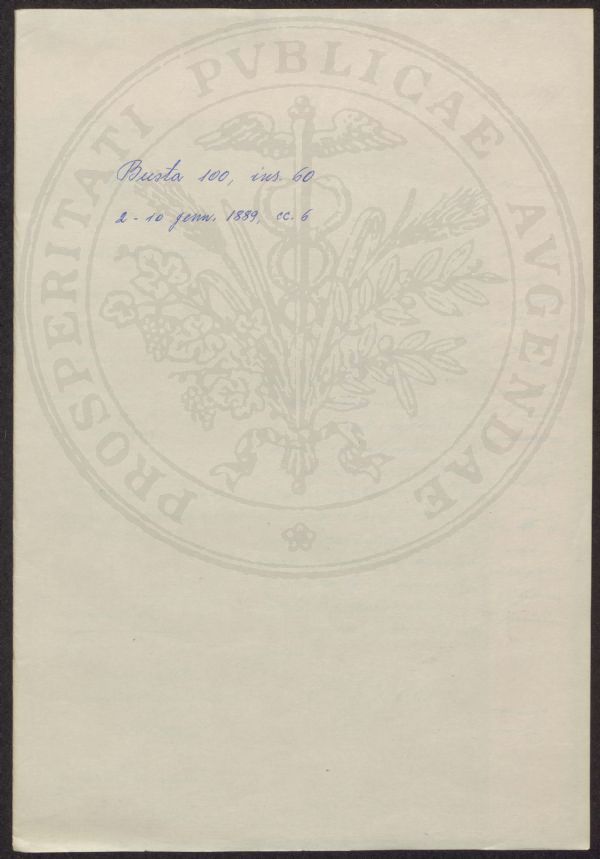 PROSPERITATI PVBLICAE AVGENDAE
Busta 100, ins. 60
2 - 10 genn. 1889, cc. 6